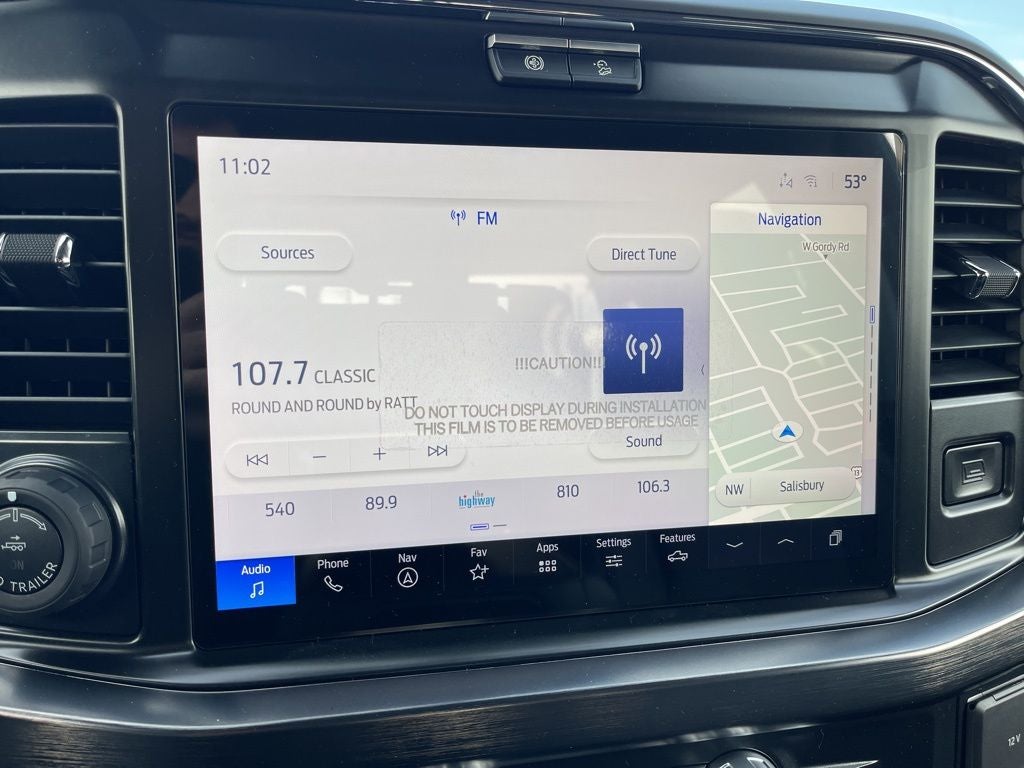 11:02
53°
FM
Navigation
Sources
Direct Tune
W Gordy Rd
!!!CAUTION!!!
107.7 CLASSIC
ROUND AND ROUND by RATT
DO NOT TOUCH DISPLAY DURING INSTALLATION
THIS FILM IS TO BE REMOVED BEFORE USAGE
Sound
13
NW Salisbury
540
89.9
the
highway
810
106.3
Audio
Phone
Nav
Fav
Apps
Settings
Features
ON
TRAILER
12 V